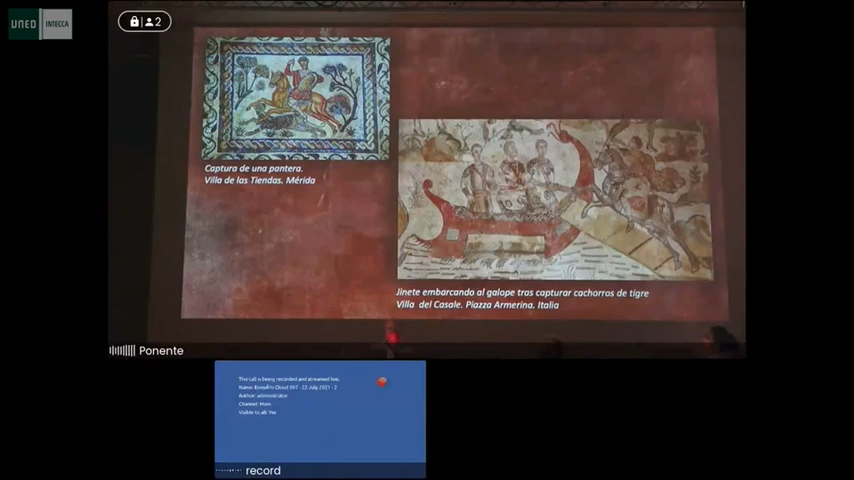 UNED
INTECCA
2
Captura de una pantera.
Villa de las Tiendas. Mérida
Jinete embarcando al galope tras capturar cachorros de tigre
Villa del Casale. Piazza Armerina. Italia
Ponente
This call is being recorded and streamed live.
Author: administrator
Channel: Main
Visible to all: Yes
record